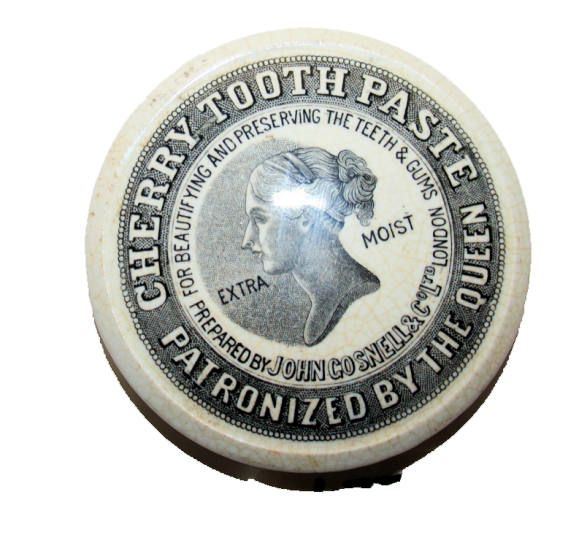 CHERRY TOOTH PASTE
PATRONIZED BY THE QUEEN
FOR BEAUTIFYING AND PRESERVING THE TEETH & GUMS
PREPARED BY JOHN GOSNELL & Co. Ltd. LONDON
EXTRA
MOIST